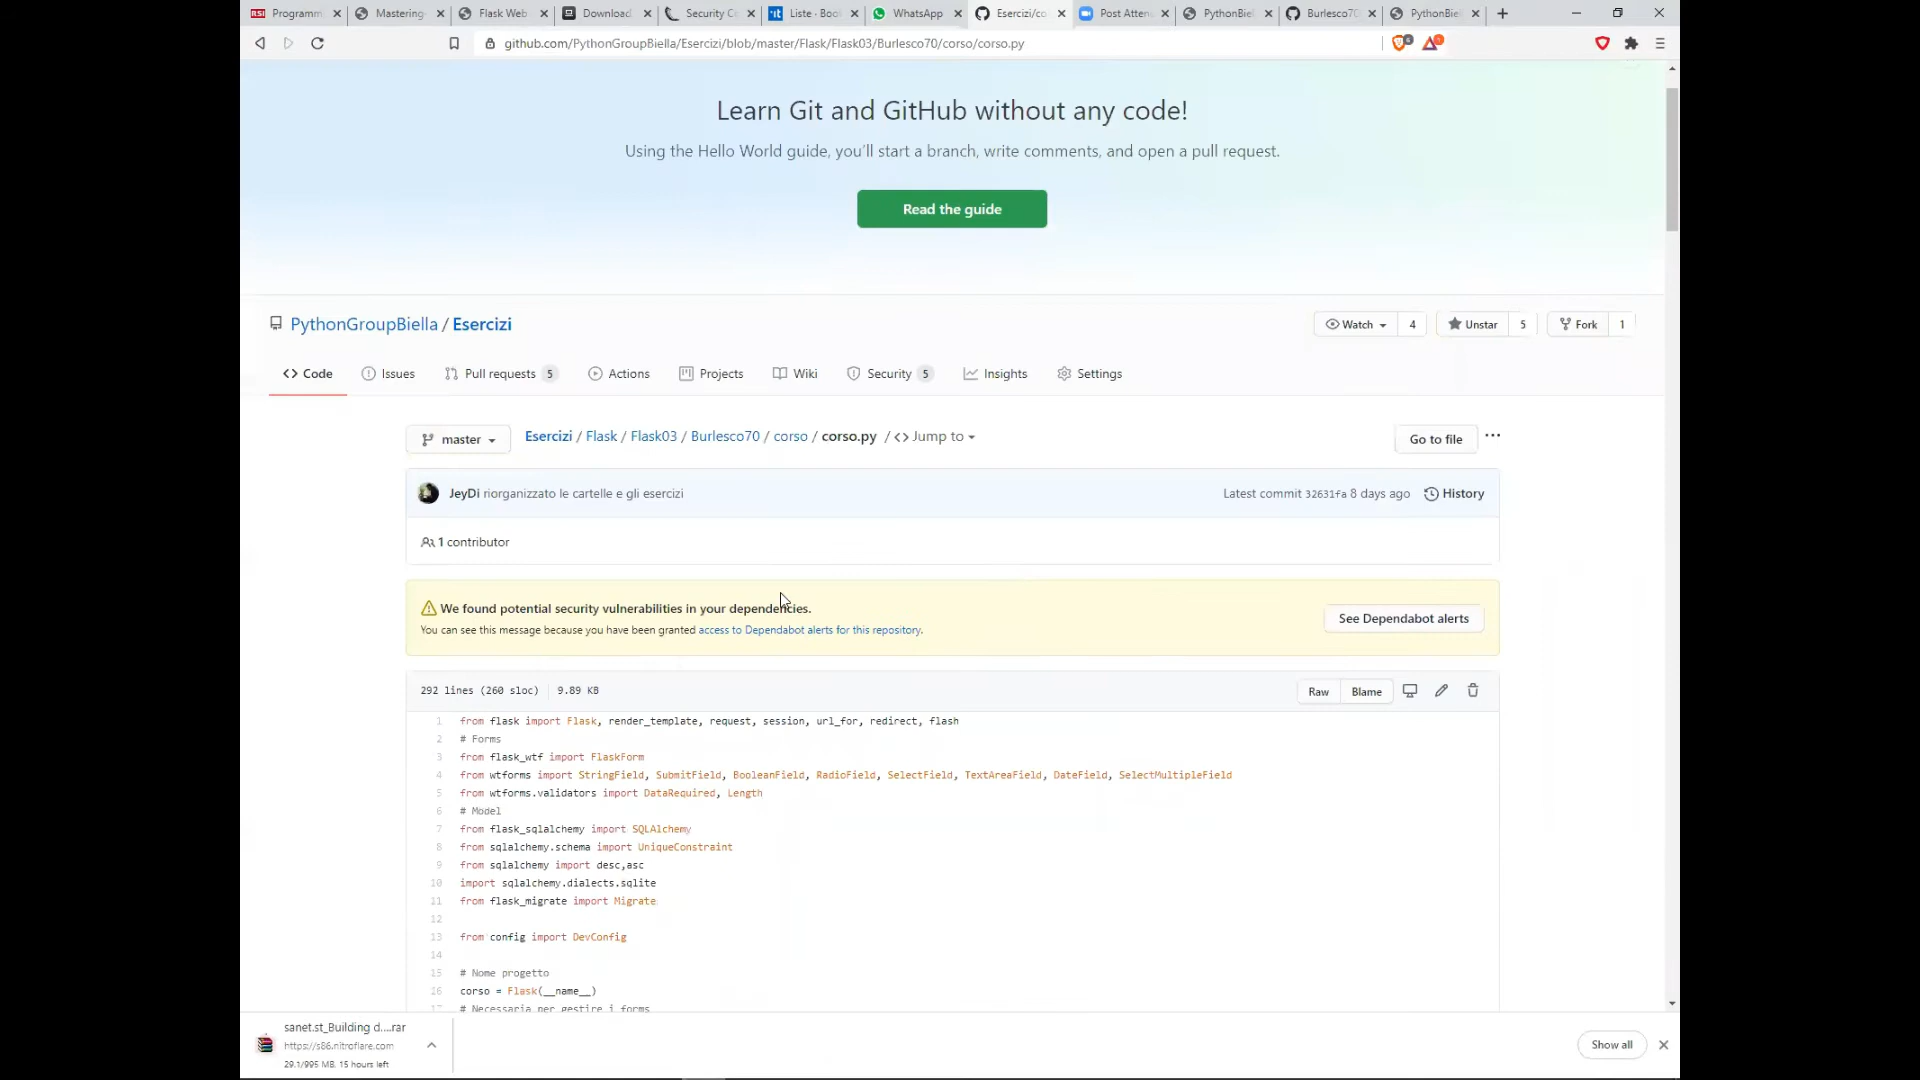 Programm
Mastering
Flask Web
Download
Security C
Liste · Boo
WhatsApp
Esercizi/co
Post Atten
PythonBiel
Burlesco70
PythonBiel
github.com/PythonGroupBiella/Esercizi/blob/master/Flask/Flask03/Burlesco70/corso/corso.py
Learn Git and GitHub without any code!
Using the Hello World guide, you'll start a branch, write comments, and open a pull request.
Read the guide
PythonGroupBiella / Esercizi
Watch 4
Unstar 5
Fork 1
Code
Issues
Pull requests 5
Actions
Projects
Wiki
Security 5
Insights
Settings
master
Esercizi / Flask / Flask03 / Burlesco70 / corso / corso.py / <> Jump to
Go to file
JeyDi riorganizzato le cartelle e gli esercizi
Latest commit 32631fa 8 days ago
History
1 contributor
We found potential security vulnerabilities in your dependencies.
You can see this message because you have been granted access to Dependabot alerts for this repository.
See Dependabot alerts
292 lines (260 sloc) 9.89 KB
Raw
Blame
1 from flask import Flask, render_template, request, session, url_for, redirect, flash
2 # Forms
3 from flask_wtf import FlaskForm
4 from wtforms import StringField, SubmitField, BooleanField, RadioField, SelectField, TextAreaField, DateField, SelectMultipleField
5 from wtforms.validators import DataRequired, Length
6 # Model
7 from flask_sqlalchemy import SQLAlchemy
8 from sqlalchemy.schema import UniqueConstraint
9 from sqlalchemy import desc,asc
10 import sqlalchemy.dialects.sqlite
11 from flask_migrate import Migrate
12
13 from config import DevConfig
14
15 # Nome progetto
16 corso = Flask(__name__)
17 # Necessaria per gestire i forms
sanet.st_Building d....rar
https://s86.nitroflare.com
29.1/995 MB, 15 hours left
Show all